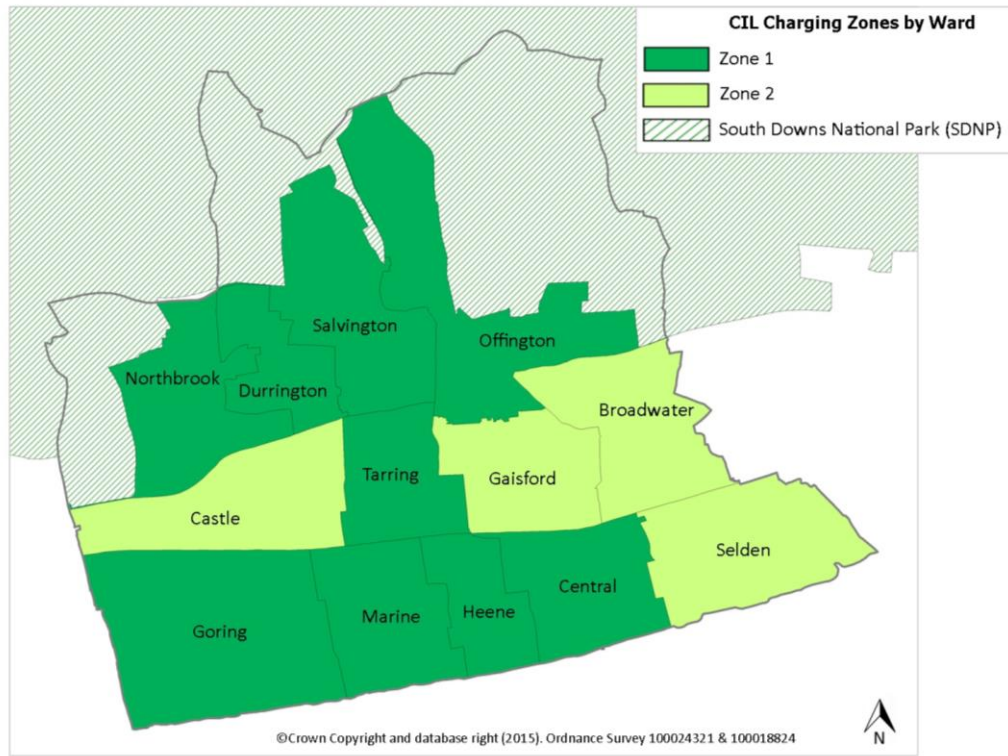 CIL Charging Zones by Ward
Zone 1
Zone 2
South Downs National Park (SDNP)
Salvington
Offington
Northbrook
Durrington
Broadwater
Tarring
Gaisford
Castle
Selden
Central
Heene
Marine
Goring
©Crown Copyright and database right (2015). Ordnance Survey 100024321 & 100018824
N